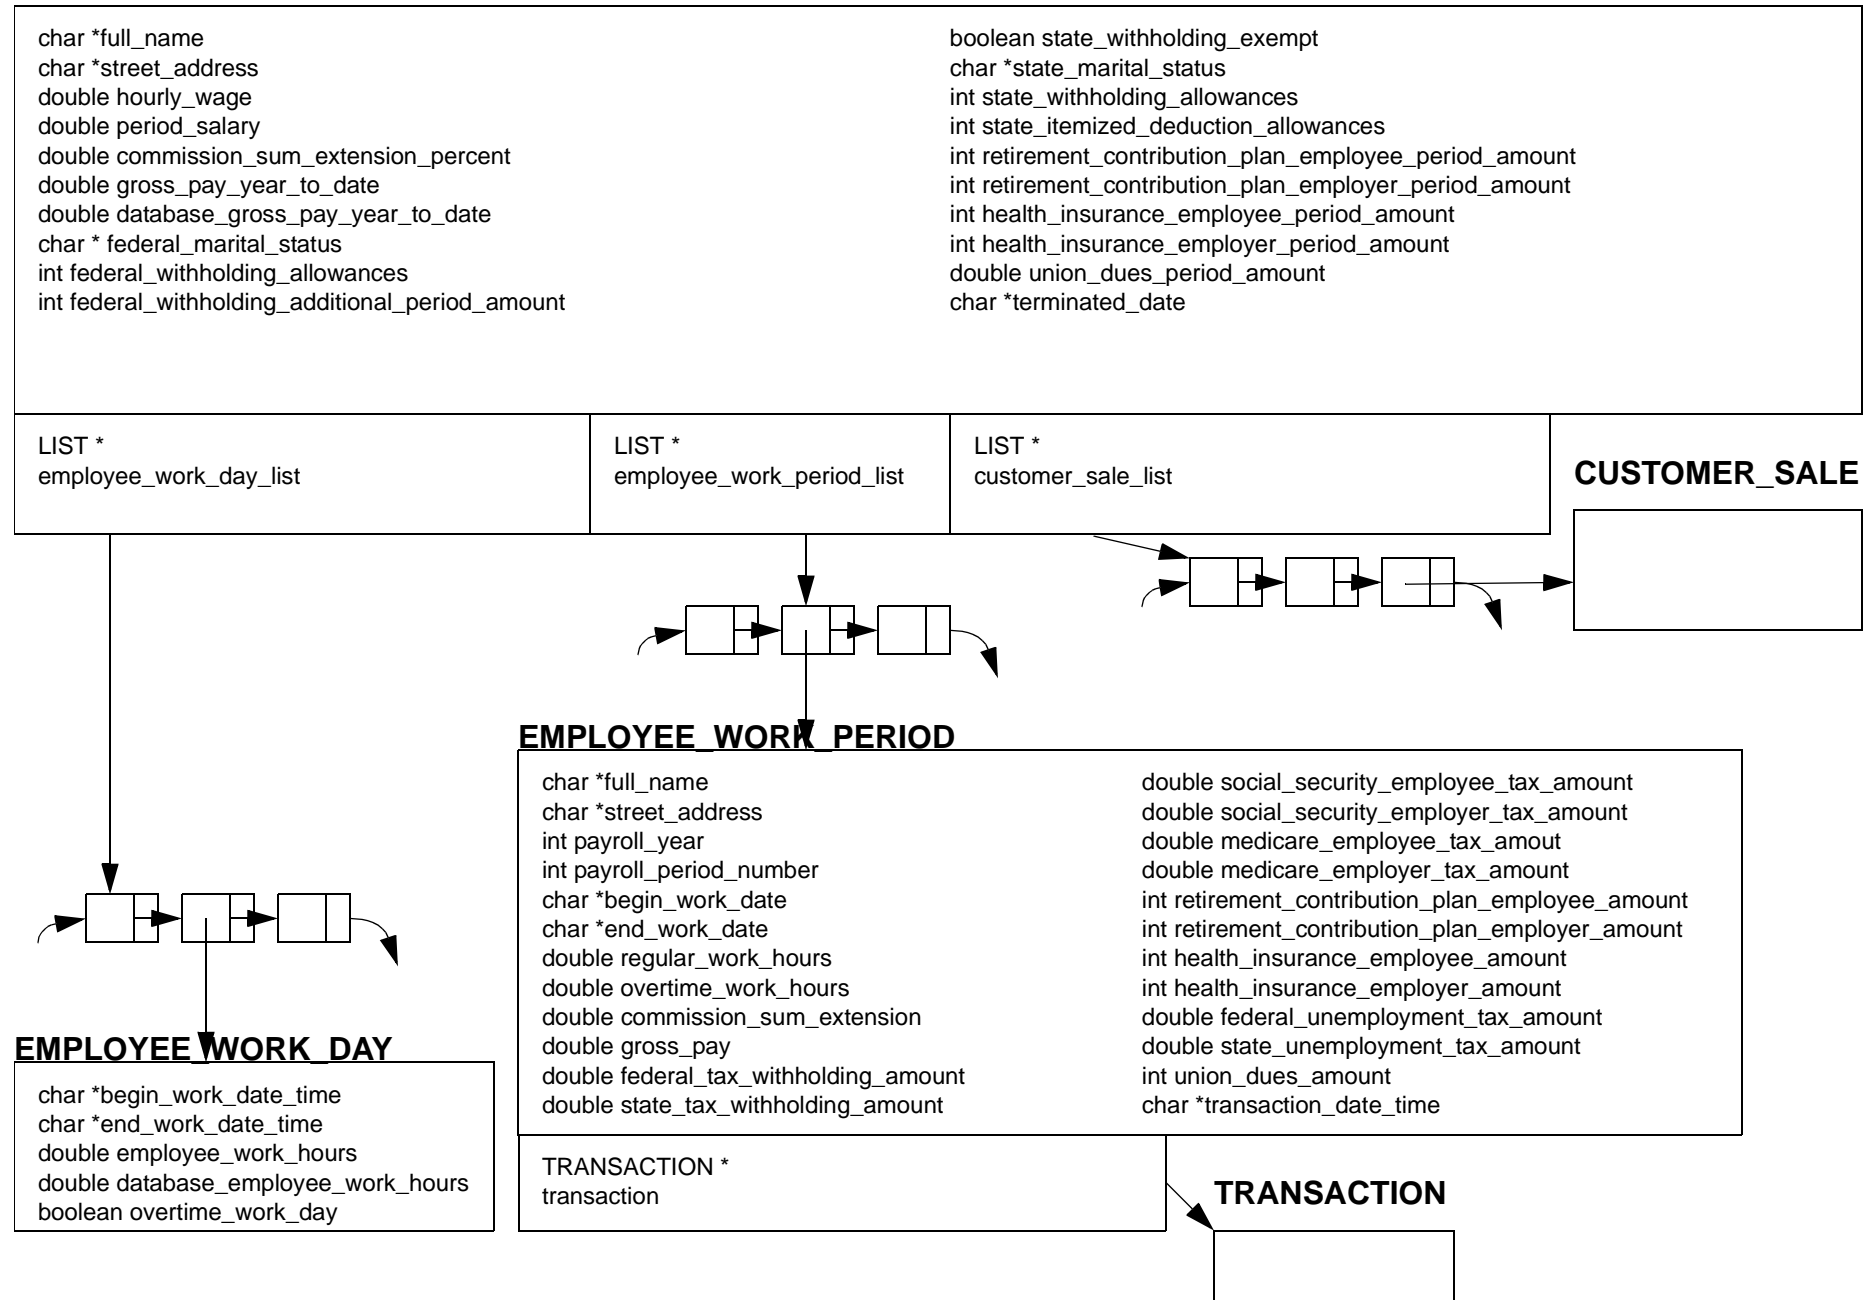 char *full_name
char *street_address
double hourly_wage
double period_salary
double commission_sum_extension_percent
double gross_pay_year_to_date
double database_gross_pay_year_to_date
char * federal_marital_status
int federal_withholding_allowances
int federal_withholding_additional_period_amount
boolean state_withholding_exempt
char *state_marital_status
int state_withholding_allowances
int state_itemized_deduction_allowances
int retirement_contribution_plan_employee_period_amount
int retirement_contribution_plan_employer_period_amount
int health_insurance_employee_period_amount
int health_insurance_employer_period_amount
double union_dues_period_amount
char *terminated_date
LIST *
employee_work_day_list
LIST *
employee_work_period_list
LIST *
customer_sale_list
CUSTOMER_SALE
EMPLOYEE_WORK_PERIOD
char *full_name
char *street_address
int payroll_year
int payroll_period_number
char *begin_work_date
char *end_work_date
double regular_work_hours
double overtime_work_hours
double commission_sum_extension
double gross_pay
double federal_tax_withholding_amount
double state_tax_withholding_amount
double social_security_employee_tax_amount
double social_security_employer_tax_amount
double medicare_employee_tax_amout
double medicare_employer_tax_amount
int retirement_contribution_plan_employee_amount
int retirement_contribution_plan_employer_amount
int health_insurance_employee_amount
int health_insurance_employer_amount
double federal_unemployment_tax_amount
double state_unemployment_tax_amount
int union_dues_amount
char *transaction_date_time
EMPLOYEE_WORK_DAY
char *begin_work_date_time
char *end_work_date_time
double employee_work_hours
double database_employee_work_hours
boolean overtime_work_day
TRANSACTION *
transaction
TRANSACTION